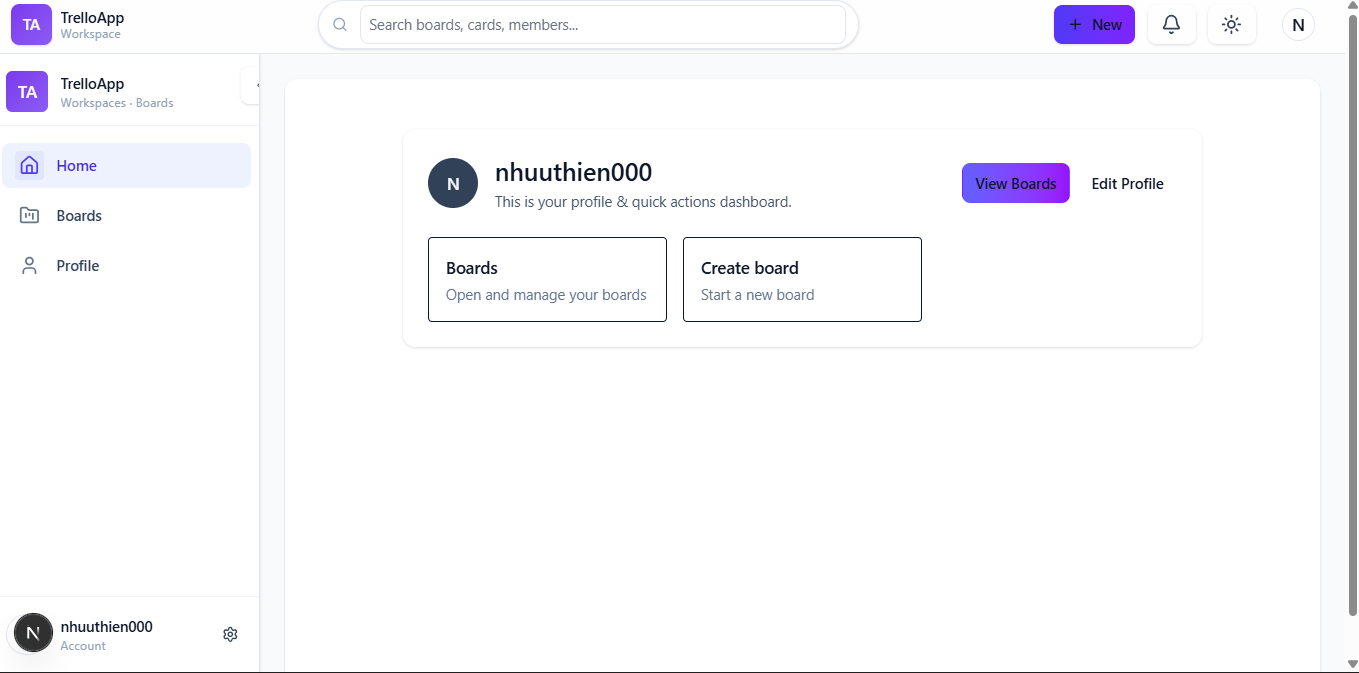 TA
TrelloApp
Workspace
Search boards, cards, members...
+ New
N
TA
TrelloApp
Workspaces · Boards
Home
Boards
Profile
N
nhuuthien000
This is your profile & quick actions dashboard.
View Boards
Edit Profile
Boards
Open and manage your boards
Create board
Start a new board
N
nhuuthien000
Account